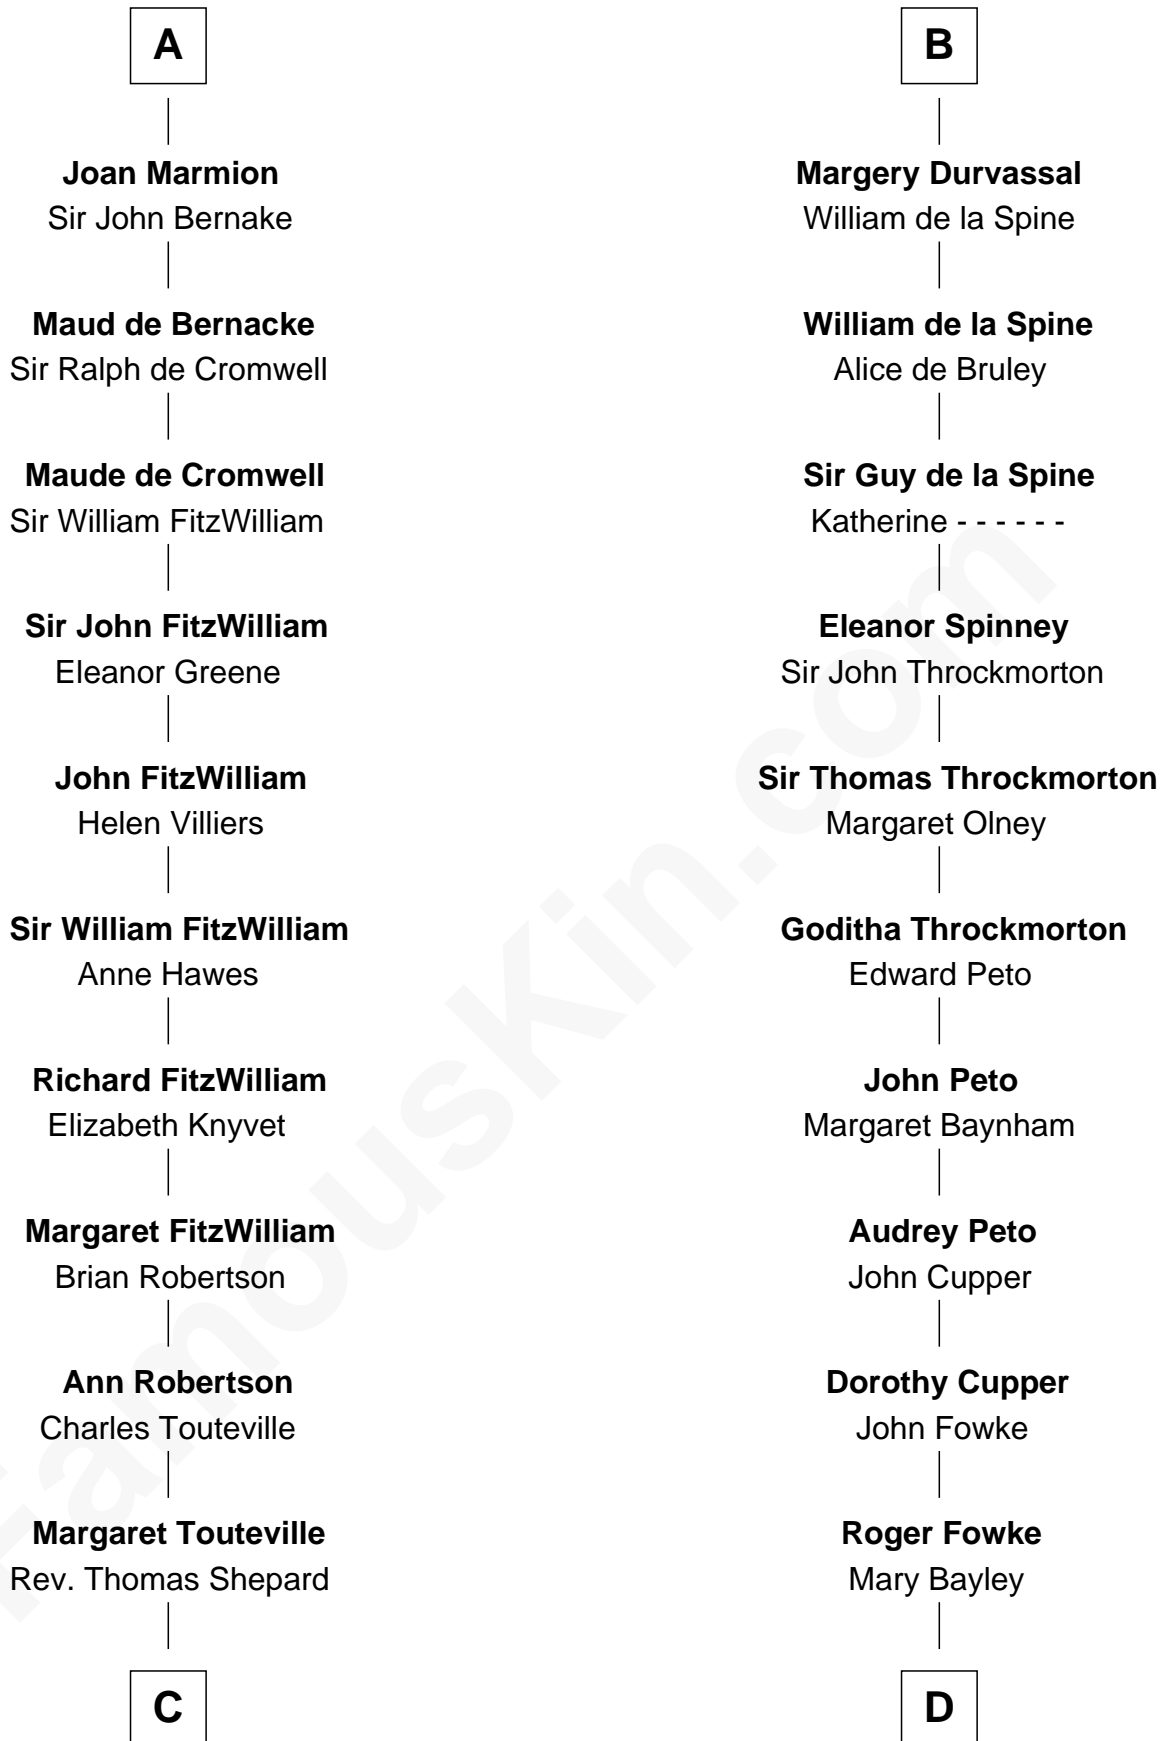 A
Joan Marmion
Sir John Bernake
Maud de Bernacke
Sir Ralph de Cromwell
Maude de Cromwell
Sir William FitzWilliam
Sir John FitzWilliam
Eleanor Greene
John FitzWilliam
Helen Villiers
Sir William FitzWilliam
Anne Hawes
Richard FitzWilliam
Elizabeth Knyvet
Margaret FitzWilliam
Brian Robertson
Ann Robertson
Charles Touteville
Margaret Touteville
Rev. Thomas Shepard
C
B
Margery Durvassal
William de la Spine
William de la Spine
Alice de Bruley
Sir Guy de la Spine
Katherine - - - - - -
Eleanor Spinney
Sir John Throckmorton
Sir Thomas Throckmorton
Margaret Olney
Goditha Throckmorton
Edward Peto
John Peto
Margaret Baynham
Audrey Peto
John Cupper
Dorothy Cupper
John Fowke
Roger Fowke
Mary Bayley
D
FamousKin.com